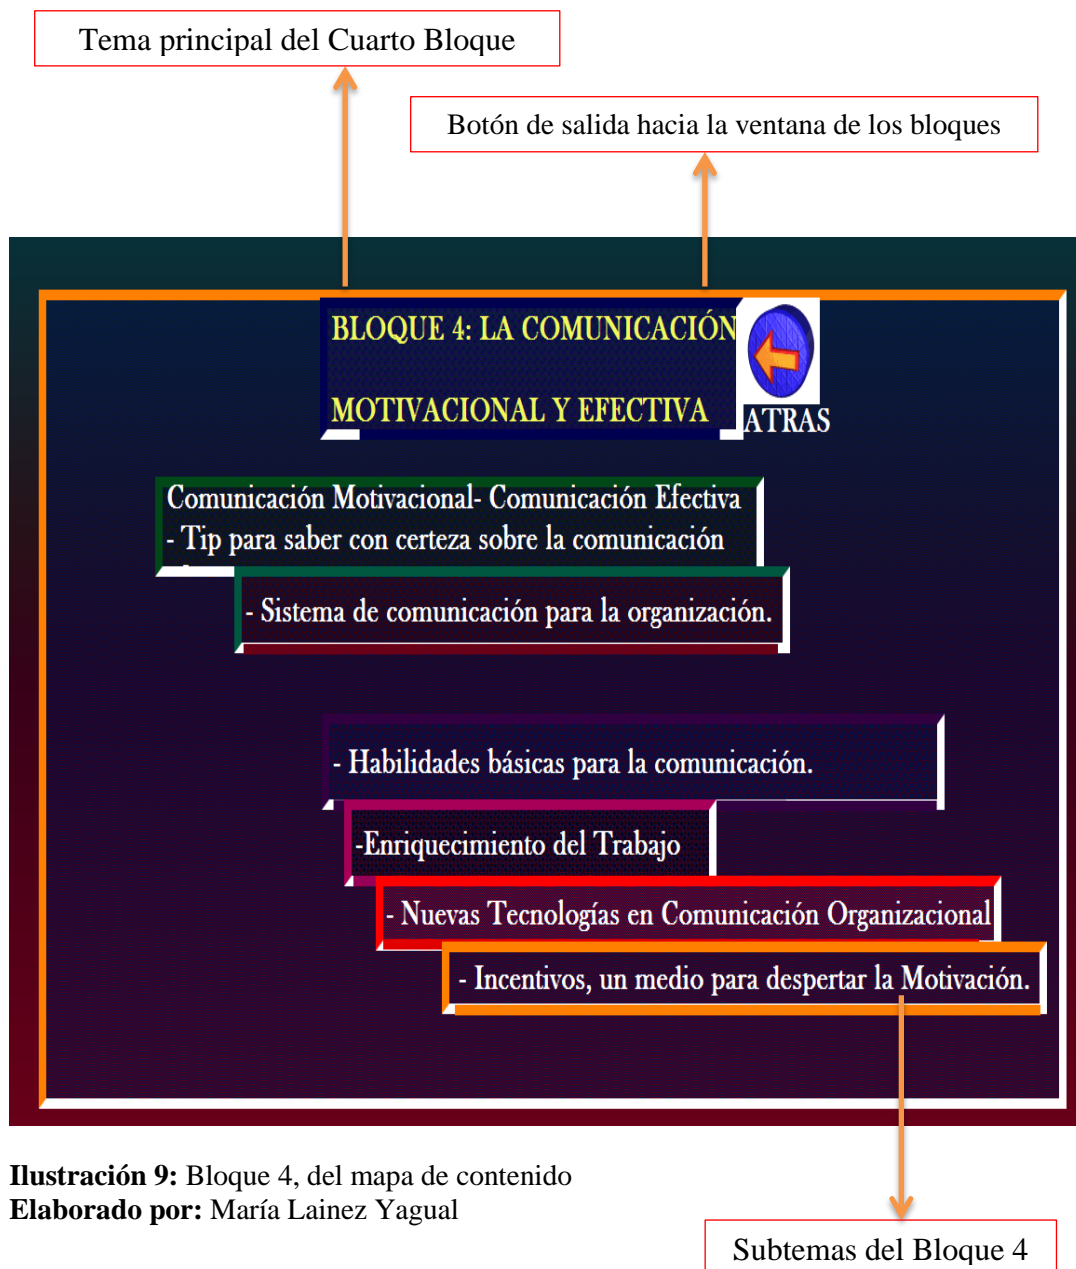 Tema principal del Cuarto Bloque
Botón de salida hacia la ventana de los bloques
BLOQUE 4: LA COMUNICACIÓN
MOTIVACIONAL Y EFECTIVA
ATRAS
Comunicación Motivacional- Comunicación Efectiva
- Tip para saber con certeza sobre la comunicación
- Sistema de comunicación para la organización.
- Habilidades básicas para la comunicación.
-Enriquecimiento del Trabajo
- Nuevas Tecnologías en Comunicación Organizacional
- Incentivos, un medio para despertar la Motivación.
Ilustración 9: Bloque 4, del mapa de contenido
Elaborado por: María Lainez Yagual
Subtemas del Bloque 4